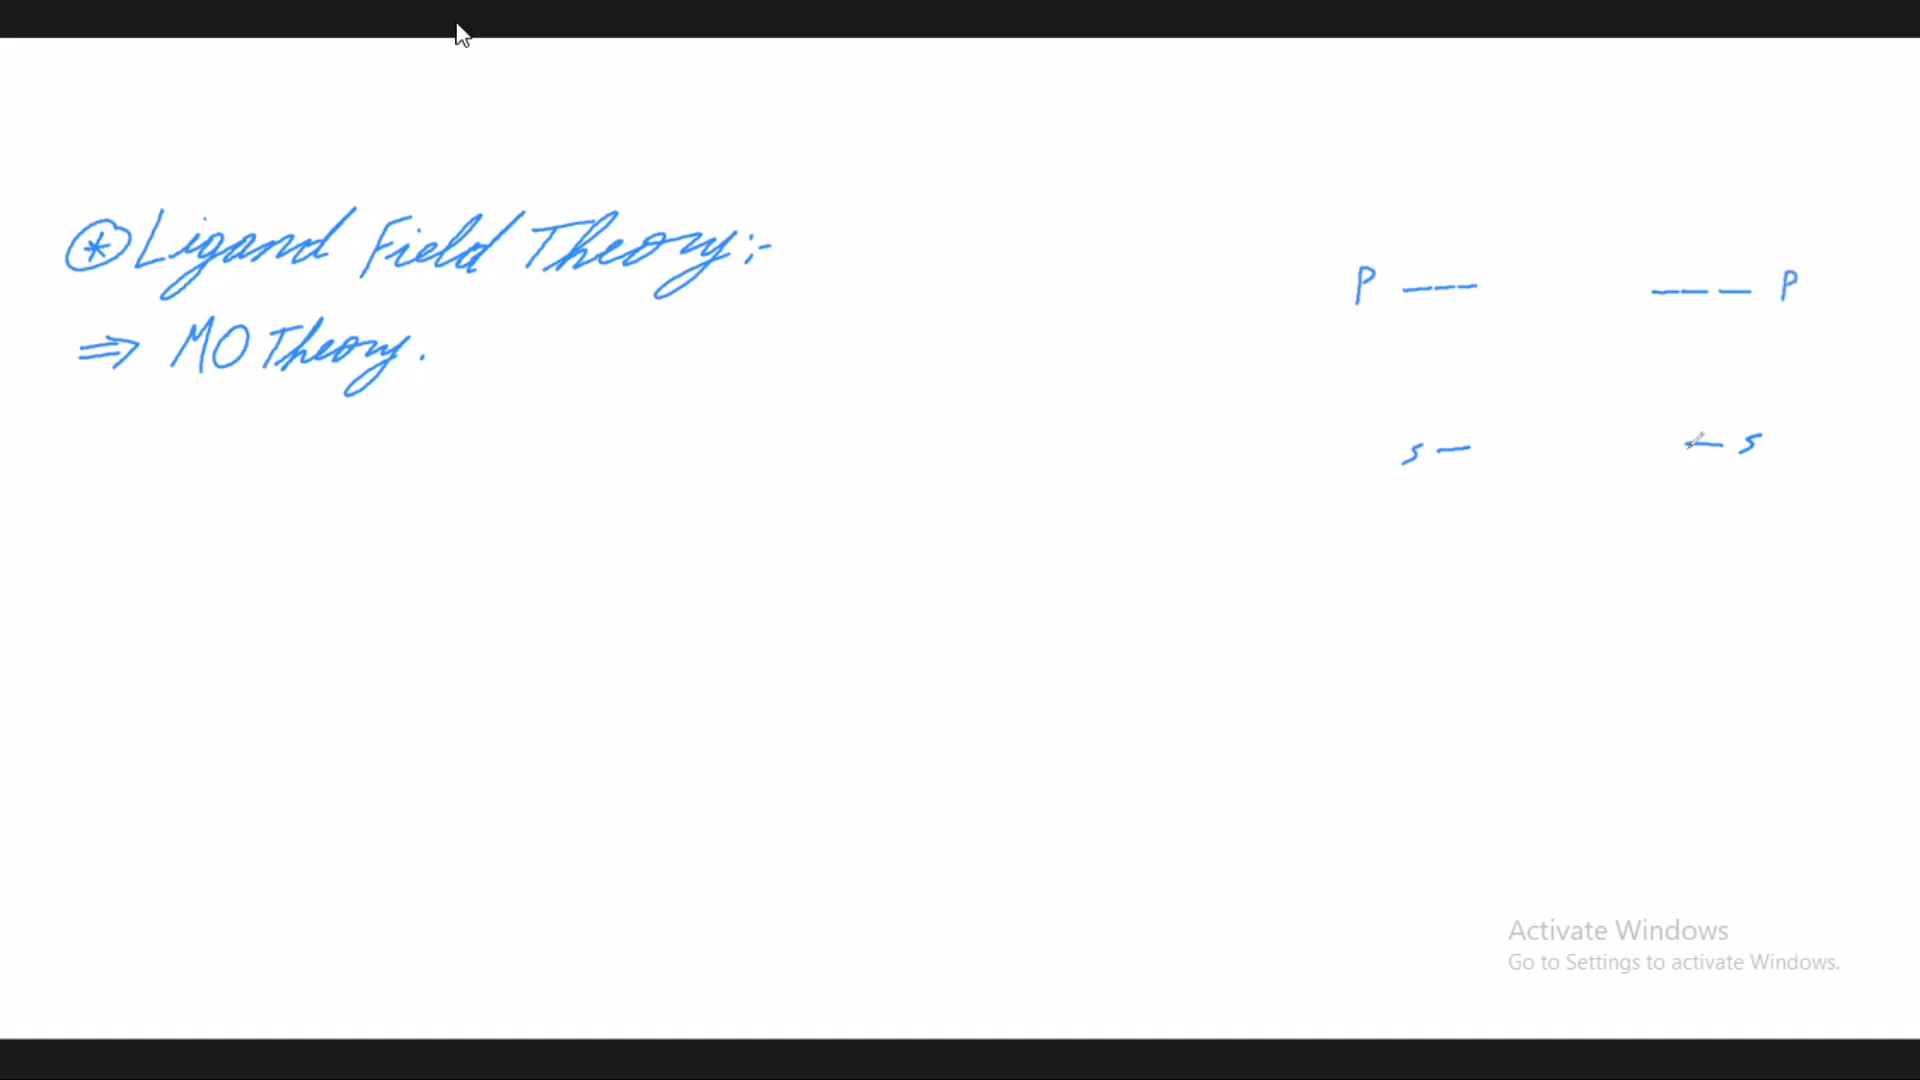 ⊛ Ligand Field Theory:-
⇒ MO Theory.
P --- --- P
s - - s
Activate Windows
Go to Settings to activate Windows.